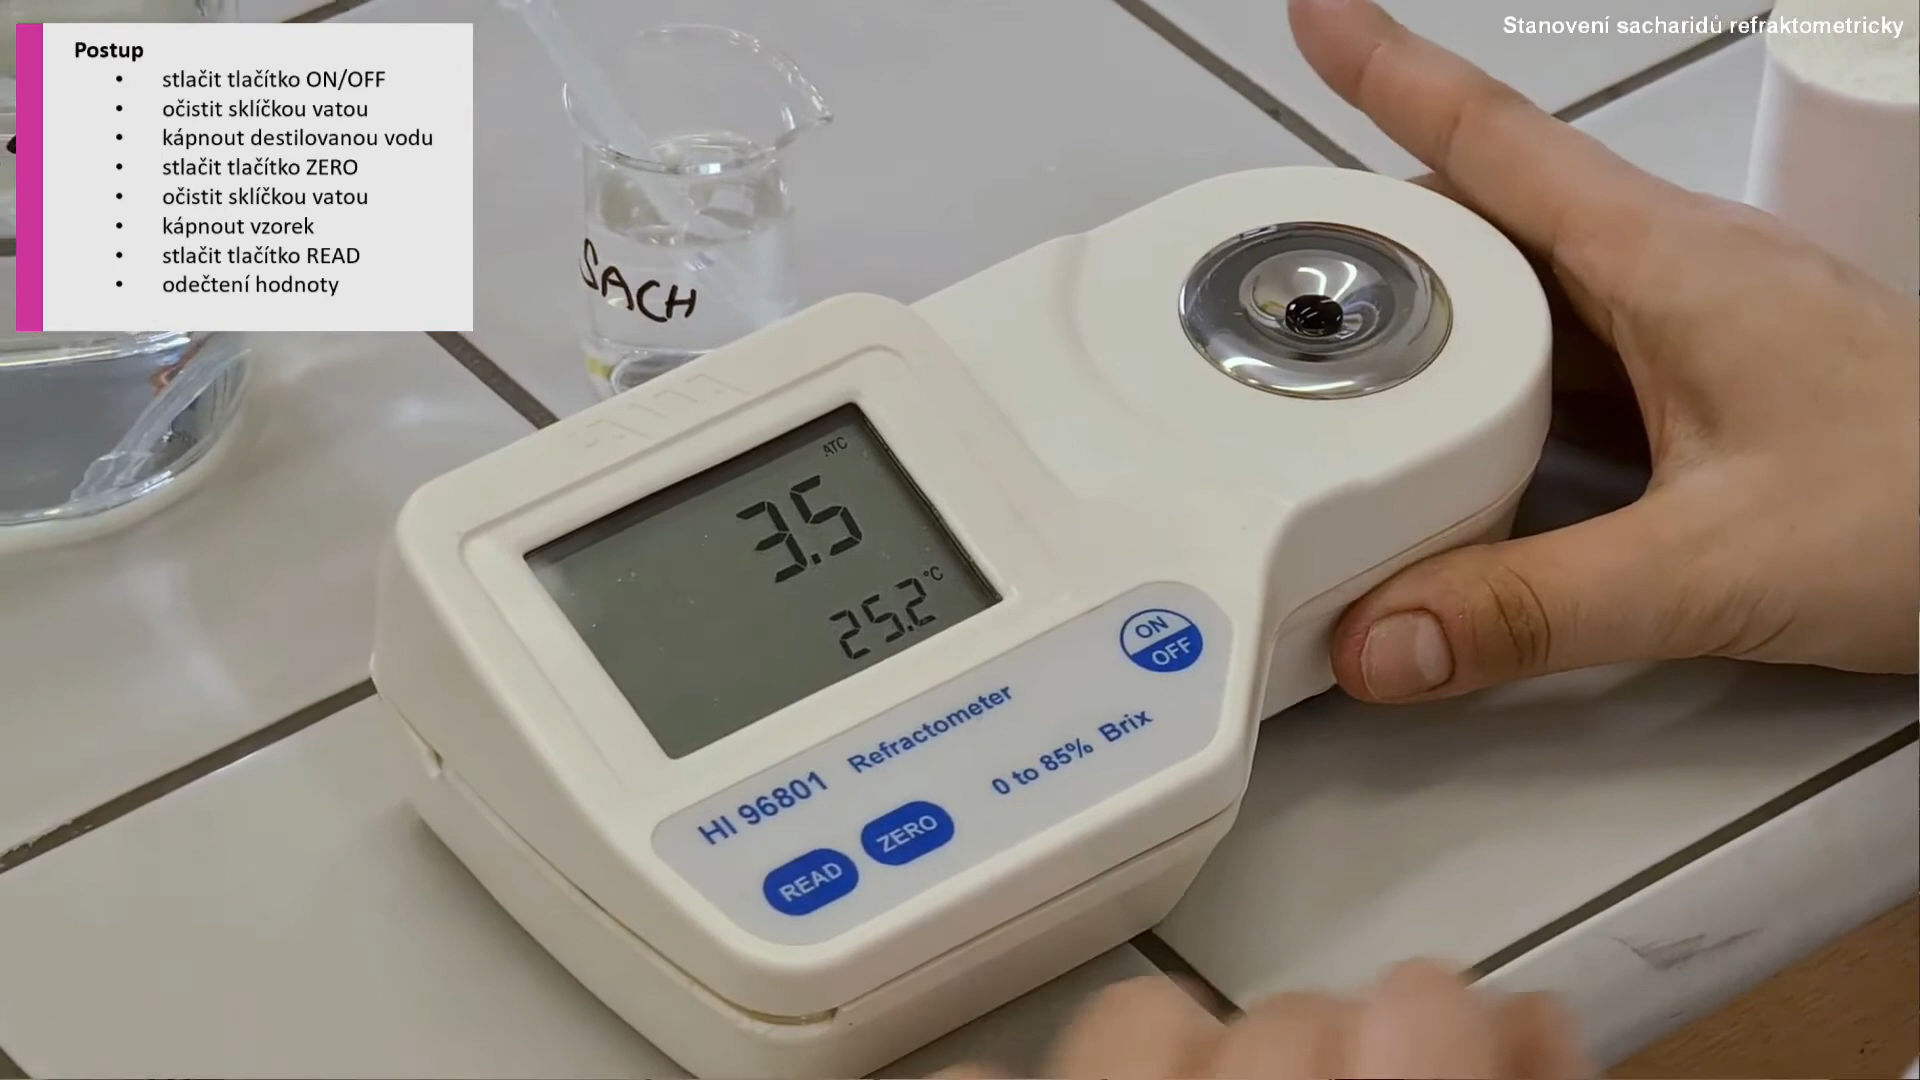 Stanovení sacharidů refraktometricky
Postup
• stlačit tlačítko ON/OFF
• očistit sklíčkou vatou
• kápnout destilovanou vodu
• stlačit tlačítko ZERO
• očistit sklíčkou vatou
• kápnout vzorek
• stlačit tlačítko READ
• odečtení hodnoty
SACH
ATC
3.5
25.2 °C
ON
OFF
HI 96801 Refractometer
0 to 85% Brix
READ
ZERO